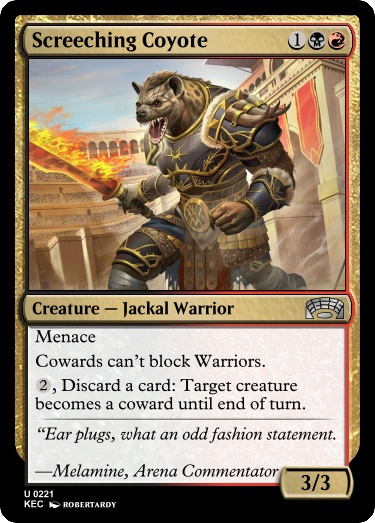 Screeching Coyote 1
Creature — Jackal Warrior
Menace
Cowards can't block Warriors.
2, Discard a card: Target creature
becomes a coward until end of turn.
“Ear plugs, what an odd fashion statement.
—Melamine, Arena Commentator
3/3
U 0221
KEC ROBERTARDY